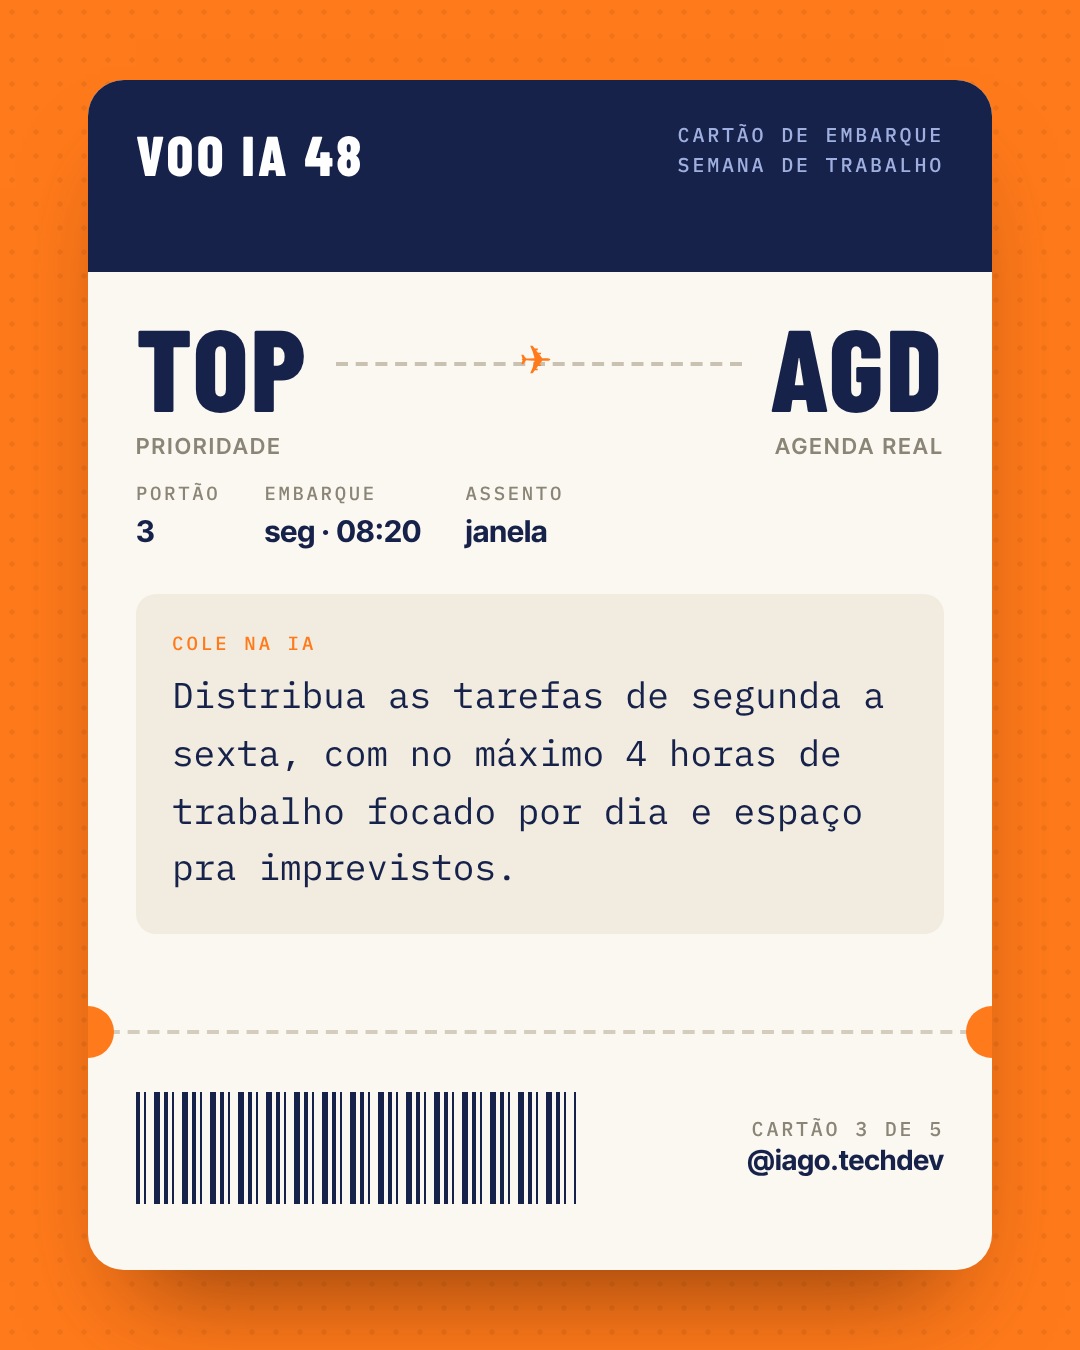 VOO IA 48
CARTÃO DE EMBARQUE
SEMANA DE TRABALHO
TOP
AGD
PRIORIDADE
AGENDA REAL
PORTÃO
EMBARQUE
ASSENTO
3
seg · 08:20
janela
COLE NA IA
Distribua as tarefas de segunda a
sexta, com no máximo 4 horas de
trabalho focado por dia e espaço
pra imprevistos.
CARTÃO 3 DE 5
@iago.techdev